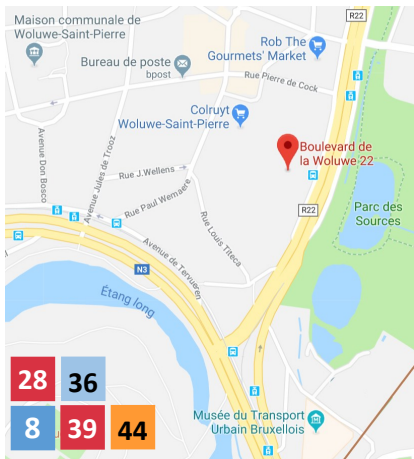 Maison communale de
Woluwe-Saint-Pierre
R22
Rob The
Gourmets' Market
Bureau de poste
bpost
Rue Pierre de Cock
Colruyt
Woluwe-Saint-Pierre
Avenue Don Bosco
Avenue Jules de Trooz
Boulevard de
la Woluwe 22
Rue J.Wellens
Rue Paul Wemaere
Rue Louis Titeca
R22
Parc des
Sources
Avenue de Tervueren
N3
Étang long
28
36
8
39
44
Musée du Transport
Urbain Bruxellois